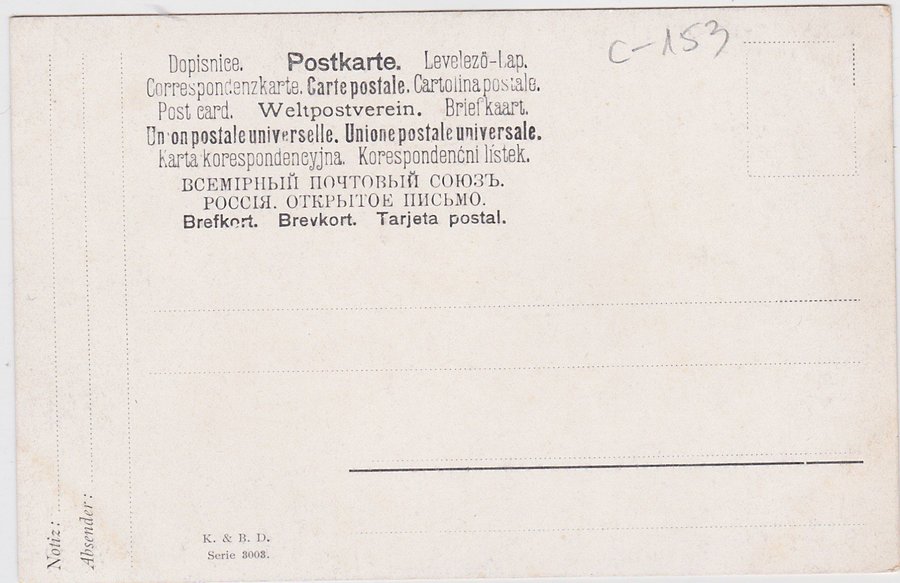 C-153
Dopisnice. Postkarte. Levelező-Lap.
Correspondenzkarte. Carte postale. Cartolina postale.
Post card. Weltpostverein. Briefkaart.
Union postale universelle. Unione postale universale.
Karta korespondencyjna. Korespondenćni lístek.
ВСЕМІРНЫЙ ПОЧТОВЫЙ СОЮЗЪ.
РОССІЯ. ОТКРЫТОЕ ПИСЬМО.
Brefkort. Brevkort. Tarjeta postal.
Notiz:
Absender:
K. & B. D.
Serie 3003.